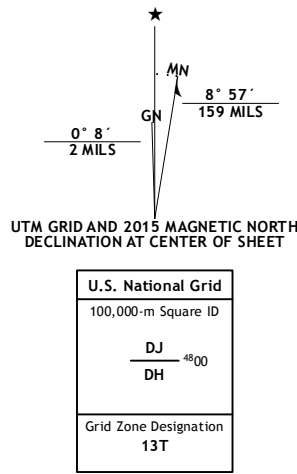 ★
MN
GN
8° 57´
159 MILS
0° 8´
2 MILS
UTM GRID AND 2015 MAGNETIC NORTH
DECLINATION AT CENTER OF SHEET
U.S. National Grid
100,000-m Square ID
DJ
4800
DH
Grid Zone Designation
13T